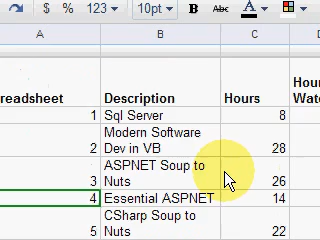 $ % 123 10pt B Abc A
A B C
Hour
readsheet Description Hours Watc
1 Sql Server 8
Modern Software
2 Dev in VB 28
ASPNET Soup to
3 Nuts 26
4 Essential ASPNET 14
CSharp Soup to
5 Nuts 22